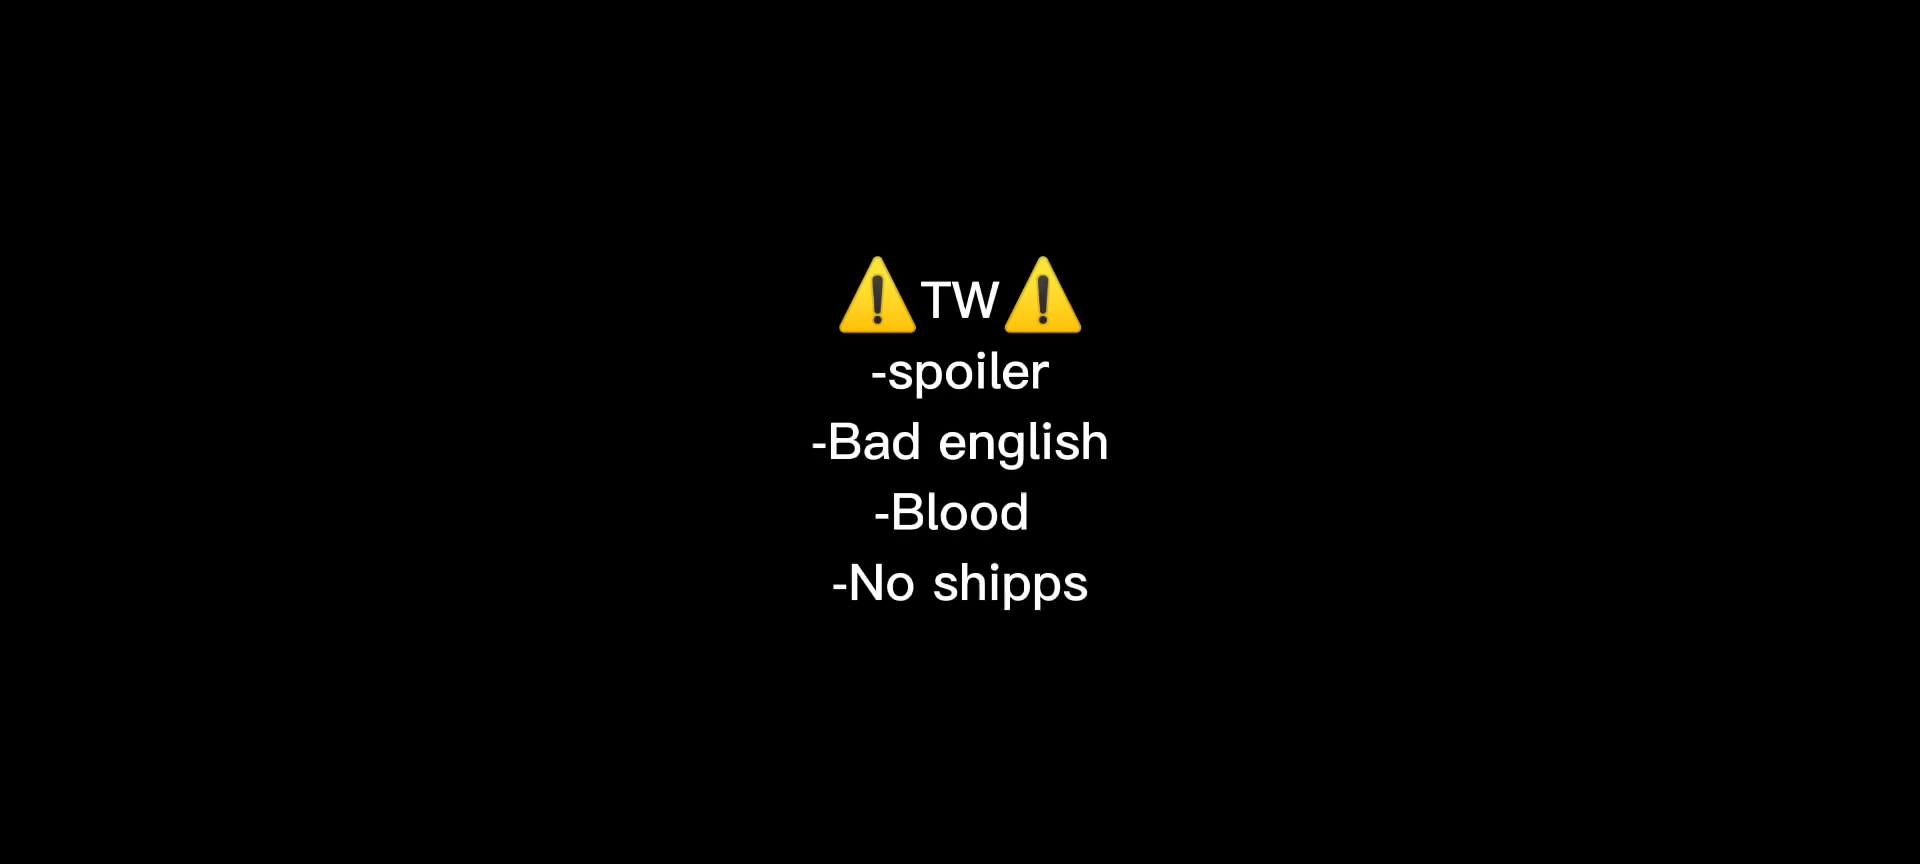 ⚠️TW⚠️
-spoiler
-Bad english
-Blood
-No shipps